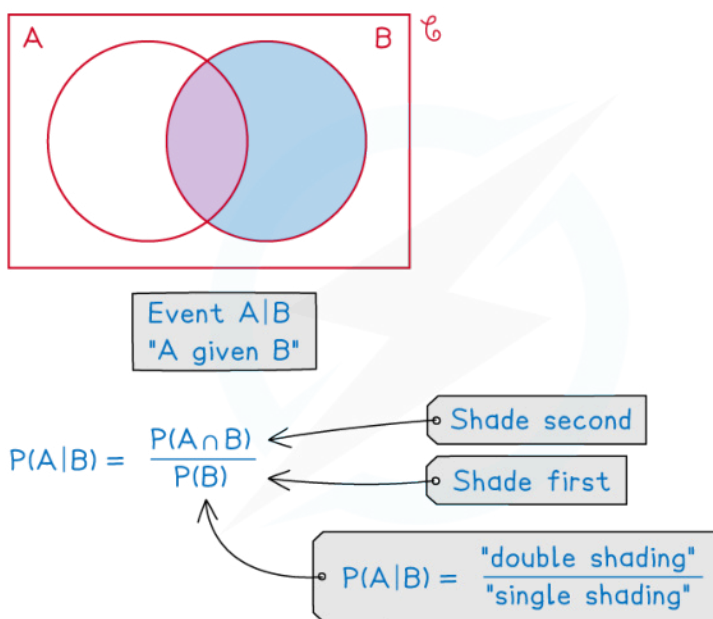 A B ℰ
Event A|B
"A given B"
P(A|B) = P(A∩B) / P(B)
Shade second
Shade first
P(A|B) = "double shading" / "single shading"